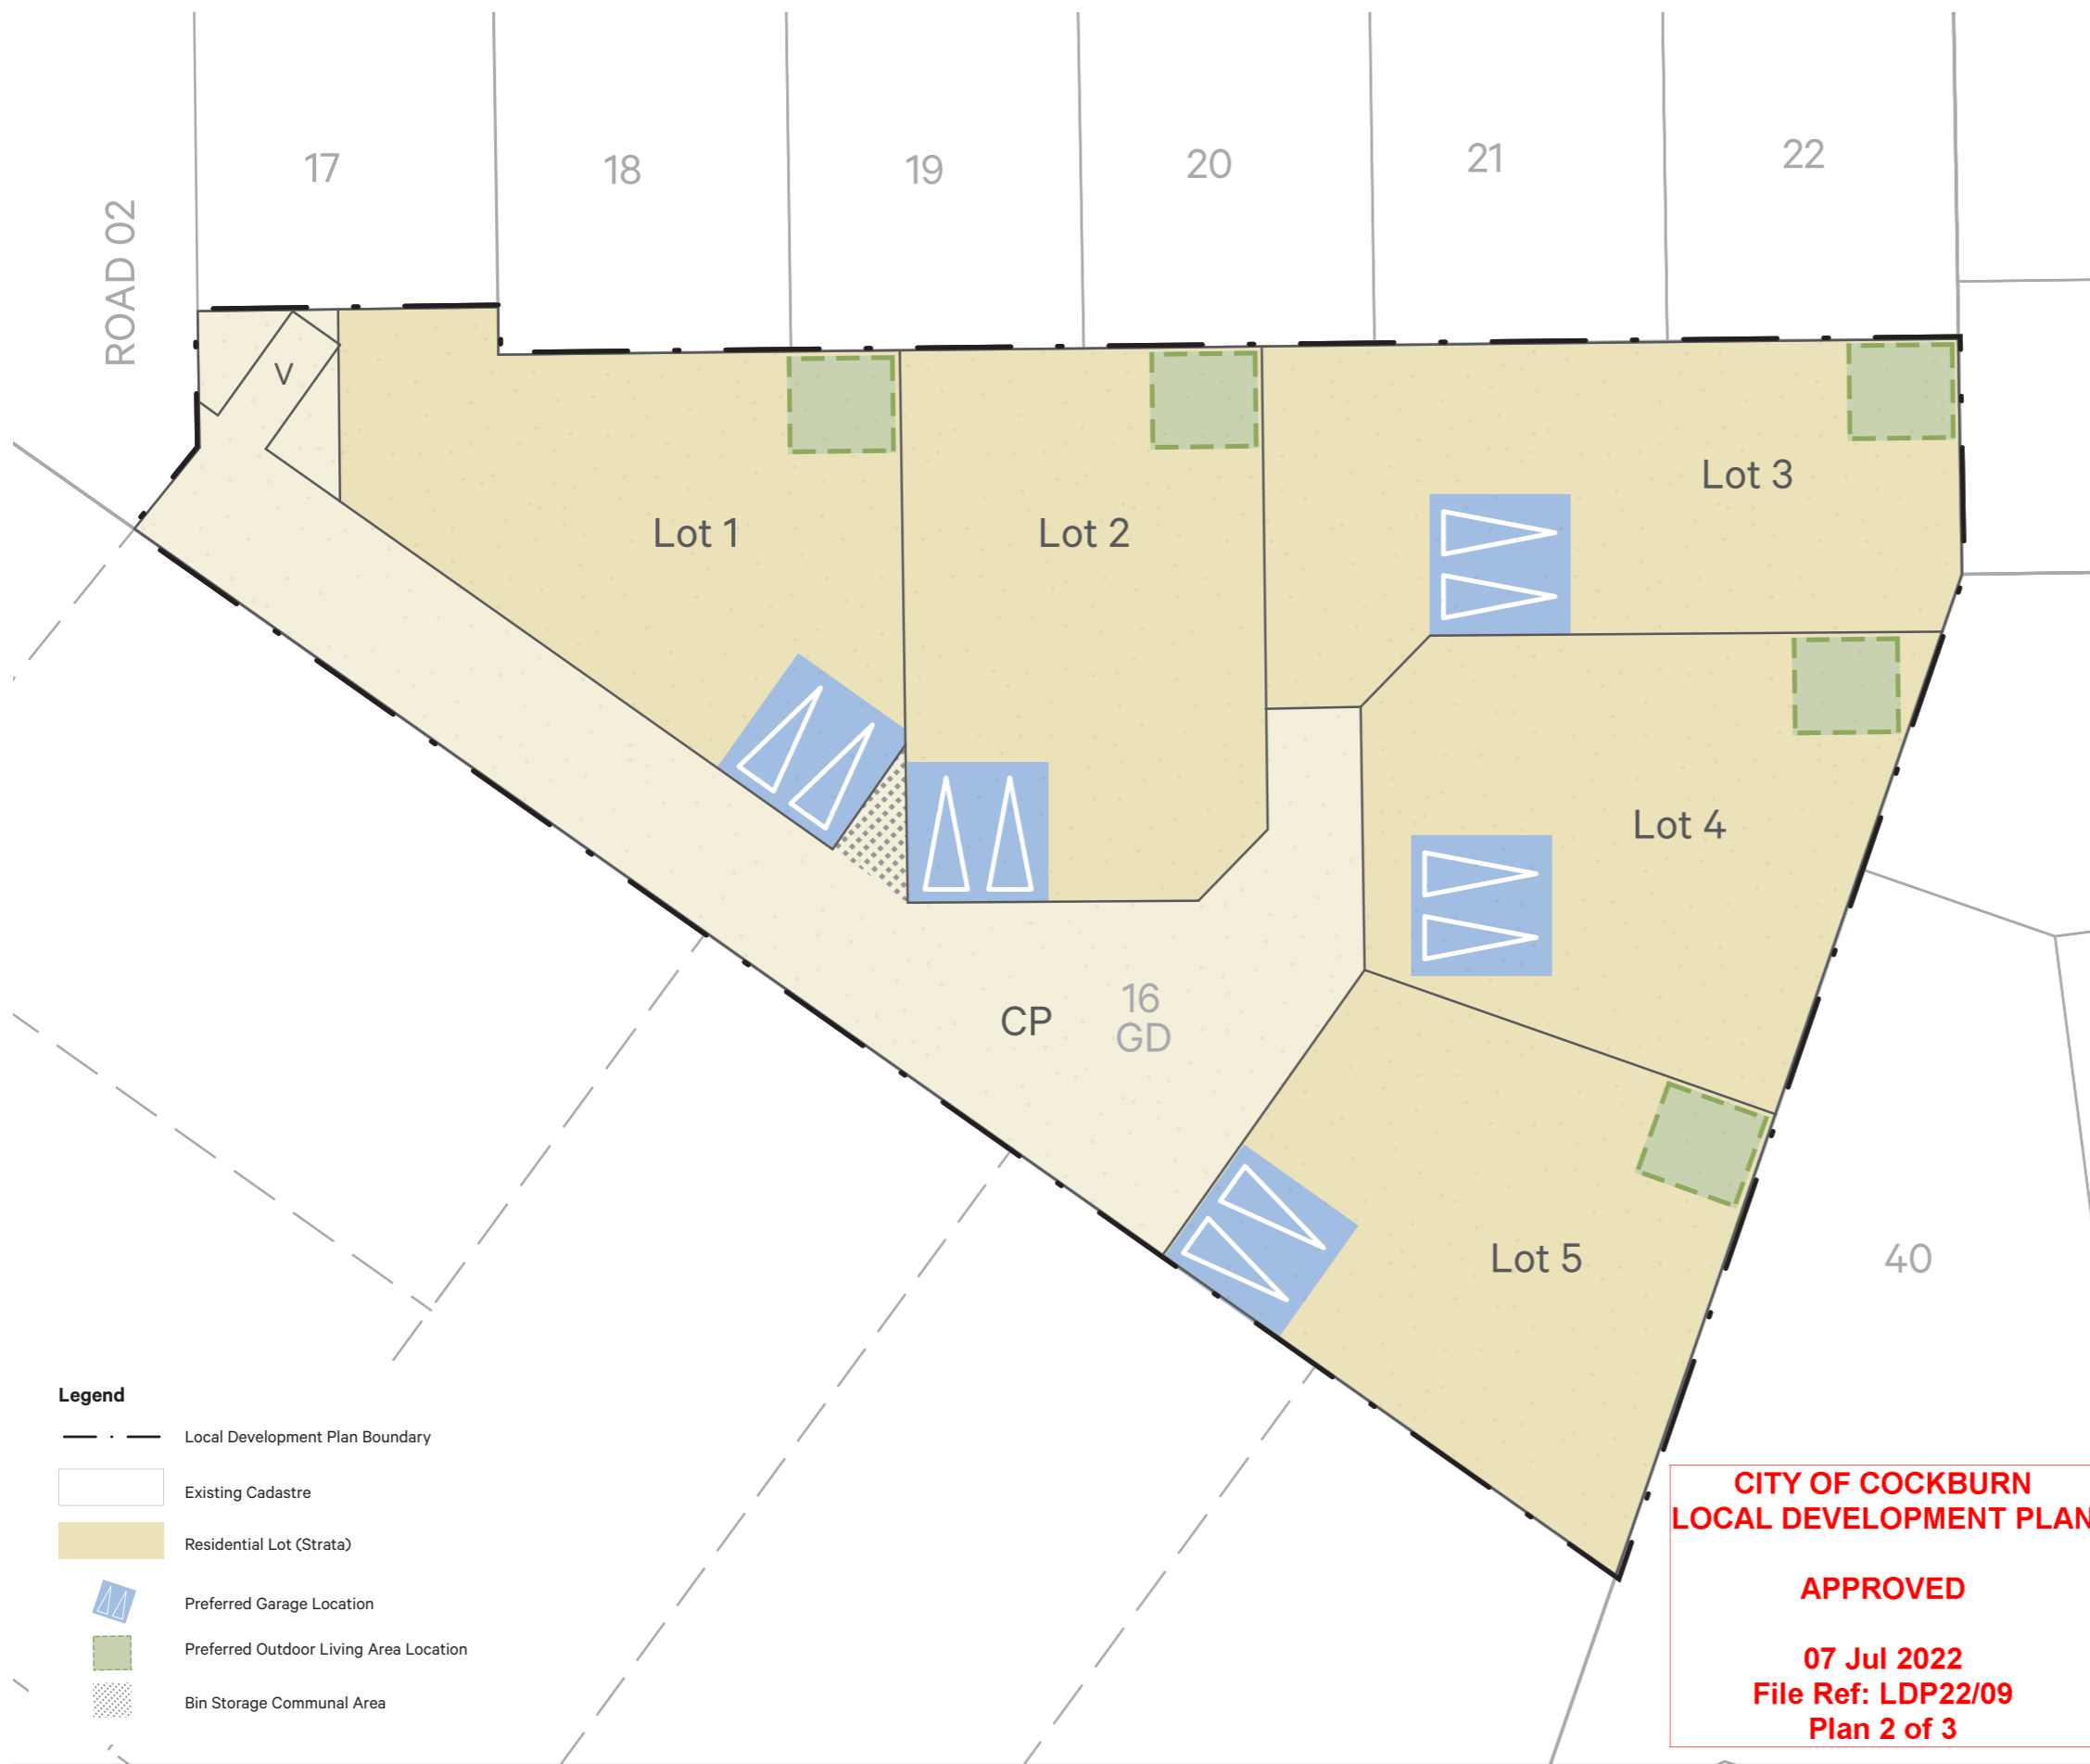 17
18
19
20
21
22
ROAD 02
V
Lot 1
Lot 2
Lot 3
Lot 4
CP
16
GD
Lot 5
40
Legend
Local Development Plan Boundary
Existing Cadastre
Residential Lot (Strata)
Preferred Garage Location
Preferred Outdoor Living Area Location
Bin Storage Communal Area
CITY OF COCKBURN
LOCAL DEVELOPMENT PLAN
APPROVED
07 Jul 2022
File Ref: LDP22/09
Plan 2 of 3